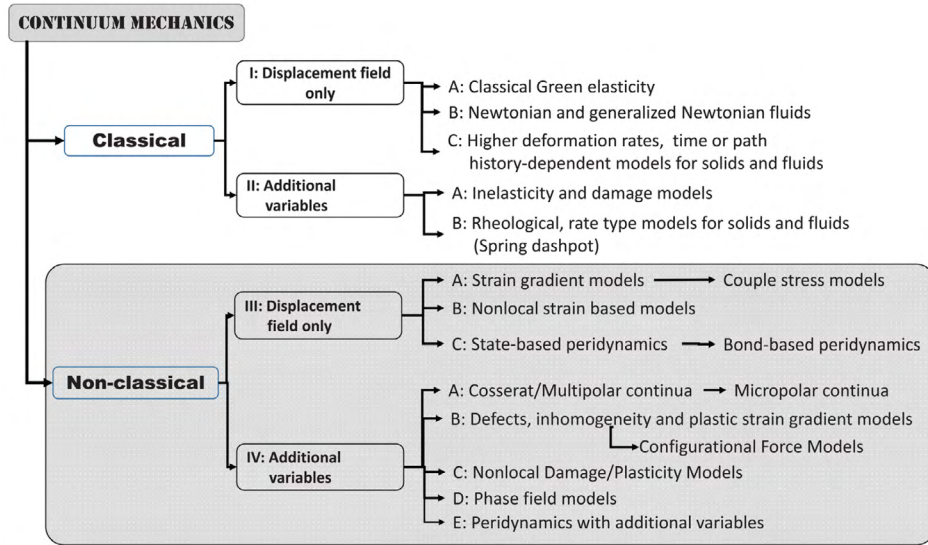 CONTINUUM MECHANICS
I: Displacement field
only
A: Classical Green elasticity
B: Newtonian and generalized Newtonian fluids
C: Higher deformation rates, time or path
history-dependent models for solids and fluids
Classical
II: Additional
variables
A: Inelasticity and damage models
B: Rheological, rate type models for solids and fluids
(Spring dashpot)
III: Displacement
field only
A: Strain gradient models
Couple stress models
B: Nonlocal strain based models
C: State-based peridynamics
Bond-based peridynamics
Non-classical
IV: Additional
variables
A: Cosserat/Multipolar continua
Micropolar continua
B: Defects, inhomogeneity and plastic strain gradient models
Configurational Force Models
C: Nonlocal Damage/Plasticity Models
D: Phase field models
E: Peridynamics with additional variables